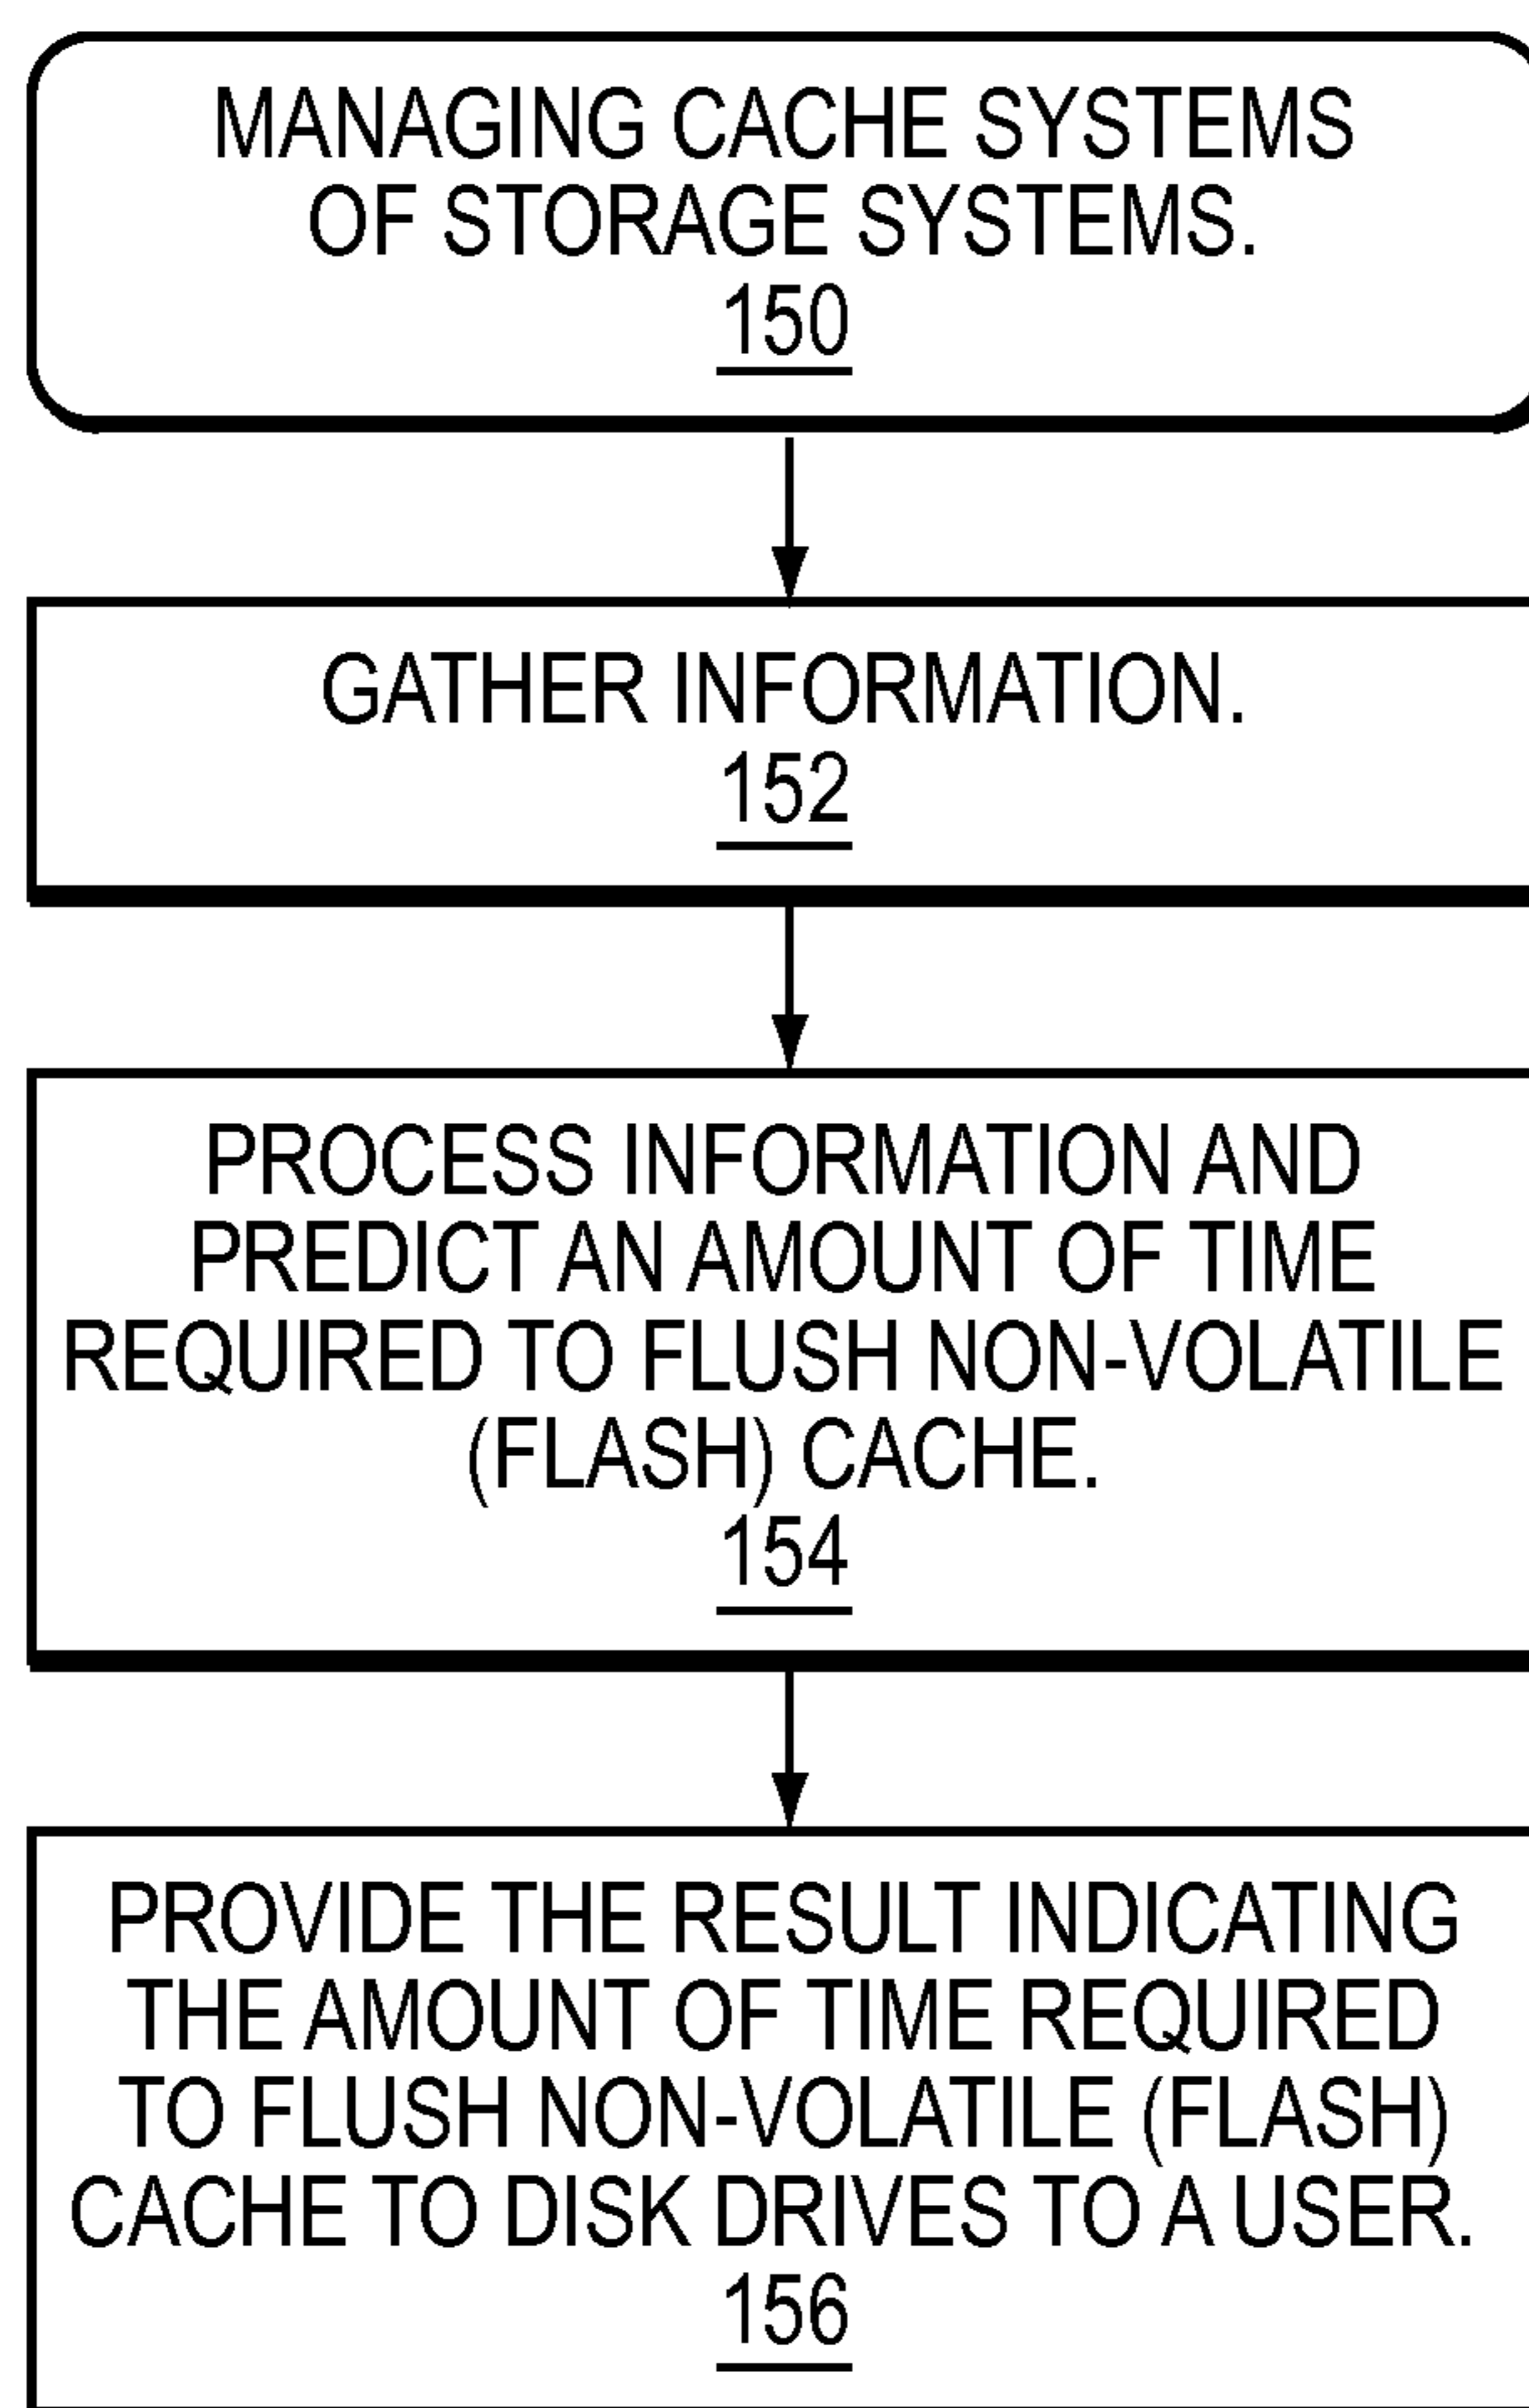 MANAGING CACHE SYSTEMS
OF STORAGE SYSTEMS.
150
GATHER INFORMATION.
152
PROCESS INFORMATION AND
PREDICT AN AMOUNT OF TIME
REQUIRED TO FLUSH NON-VOLATILE
(FLASH) CACHE.
154
PROVIDE THE RESULT INDICATING
THE AMOUNT OF TIME REQUIRED
TO FLUSH NON-VOLATILE (FLASH)
CACHE TO DISK DRIVES TO A USER.
156